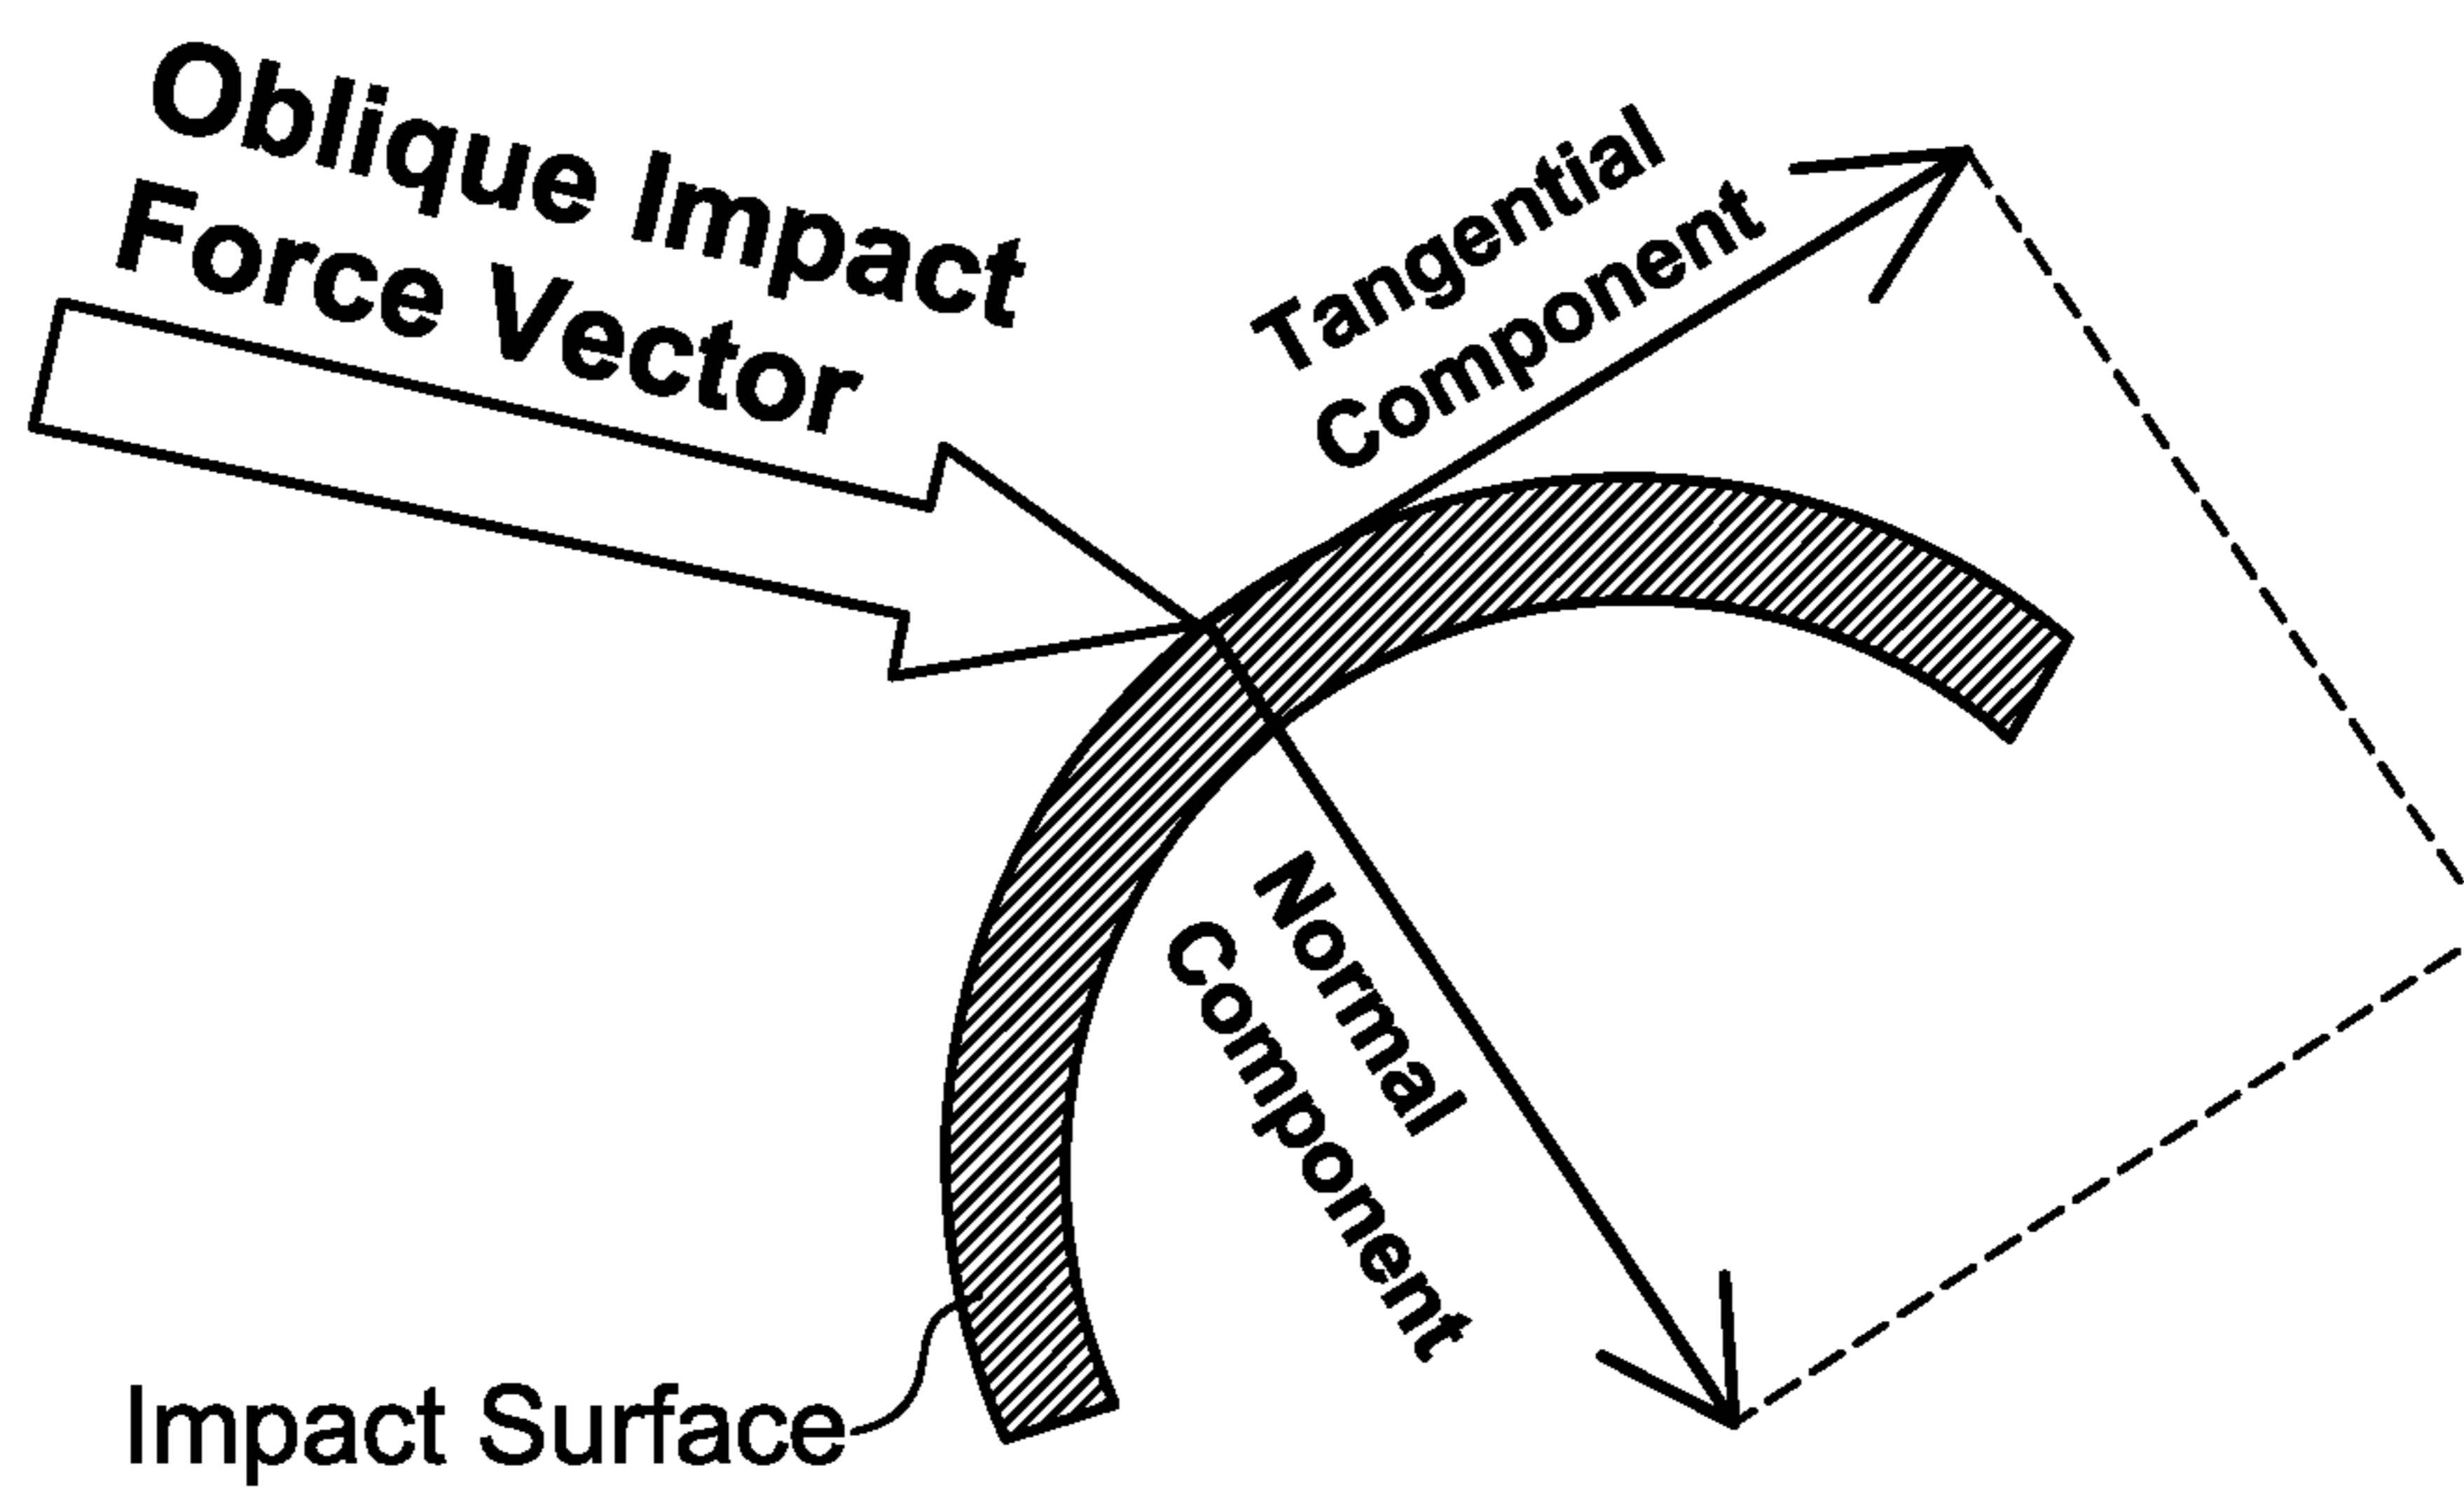 Oblique Impact
Force Vector
Tangential
Component
Normal
Component
Impact Surface